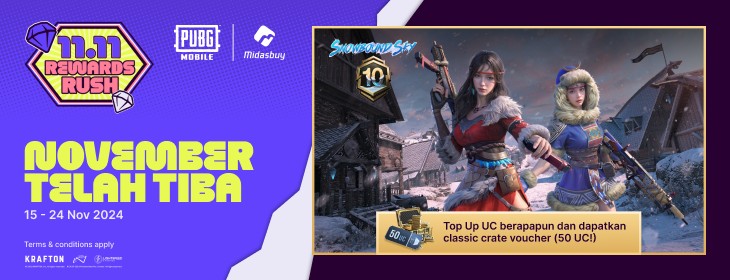 11.11
REWARDS
RUSH
PUBG
MOBILE
Midasbuy
NOVEMBER
TELAH TIBA
15 - 24 Nov 2024
Terms & conditions apply
KRAFTON
LIGHTSPEED
SNOWBOUND SKY
10
50 UC
Top Up UC berapapun dan dapatkan
classic crate voucher (50 UC!)